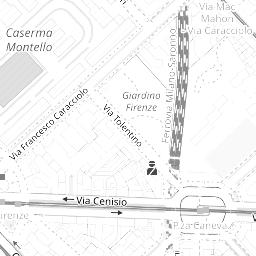 Via Mac
Mahon
Via Caracciolo
Caserma
Montello
Giardino
Firenze
Ferrovia Milano-Saronno
Via Francesco Caracciolo
Via Tolentino
Via Cenisio
Firenze
P.za Caneva